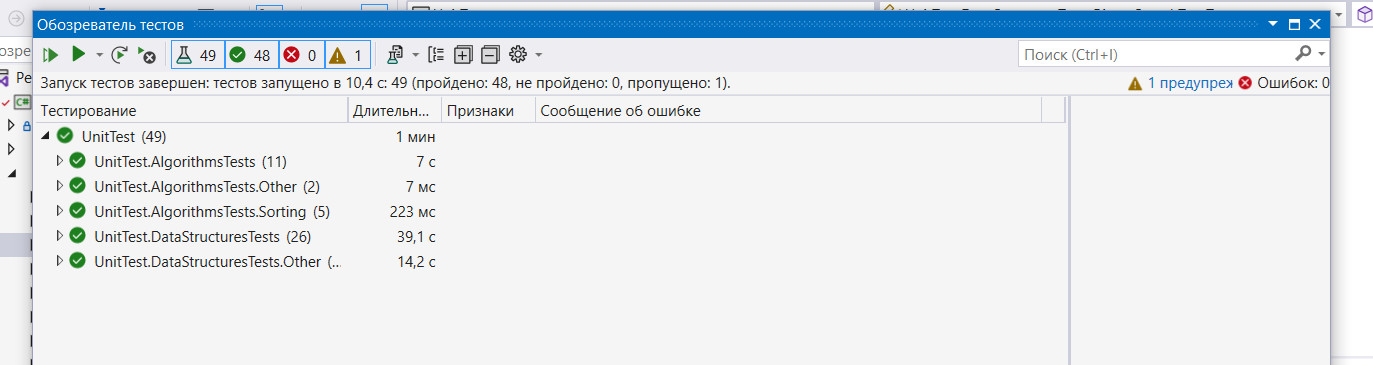 Обозреватель тестов
49 48 0 1 Поиск (Ctrl+I)
Запуск тестов завершен: тестов запущено в 10,4 с: 49 (пройдено: 48, не пройдено: 0, пропущено: 1). 1 предупреж Ошибок: 0
Тестирование Длительн... Признаки Сообщение об ошибке
UnitTest (49) 1 мин
UnitTest.AlgorithmsTests (11) 7 с
UnitTest.AlgorithmsTests.Other (2) 7 мс
UnitTest.AlgorithmsTests.Sorting (5) 223 мс
UnitTest.DataStructuresTests (26) 39,1 с
UnitTest.DataStructuresTests.Other (... 14,2 с
озре
Ре
C#